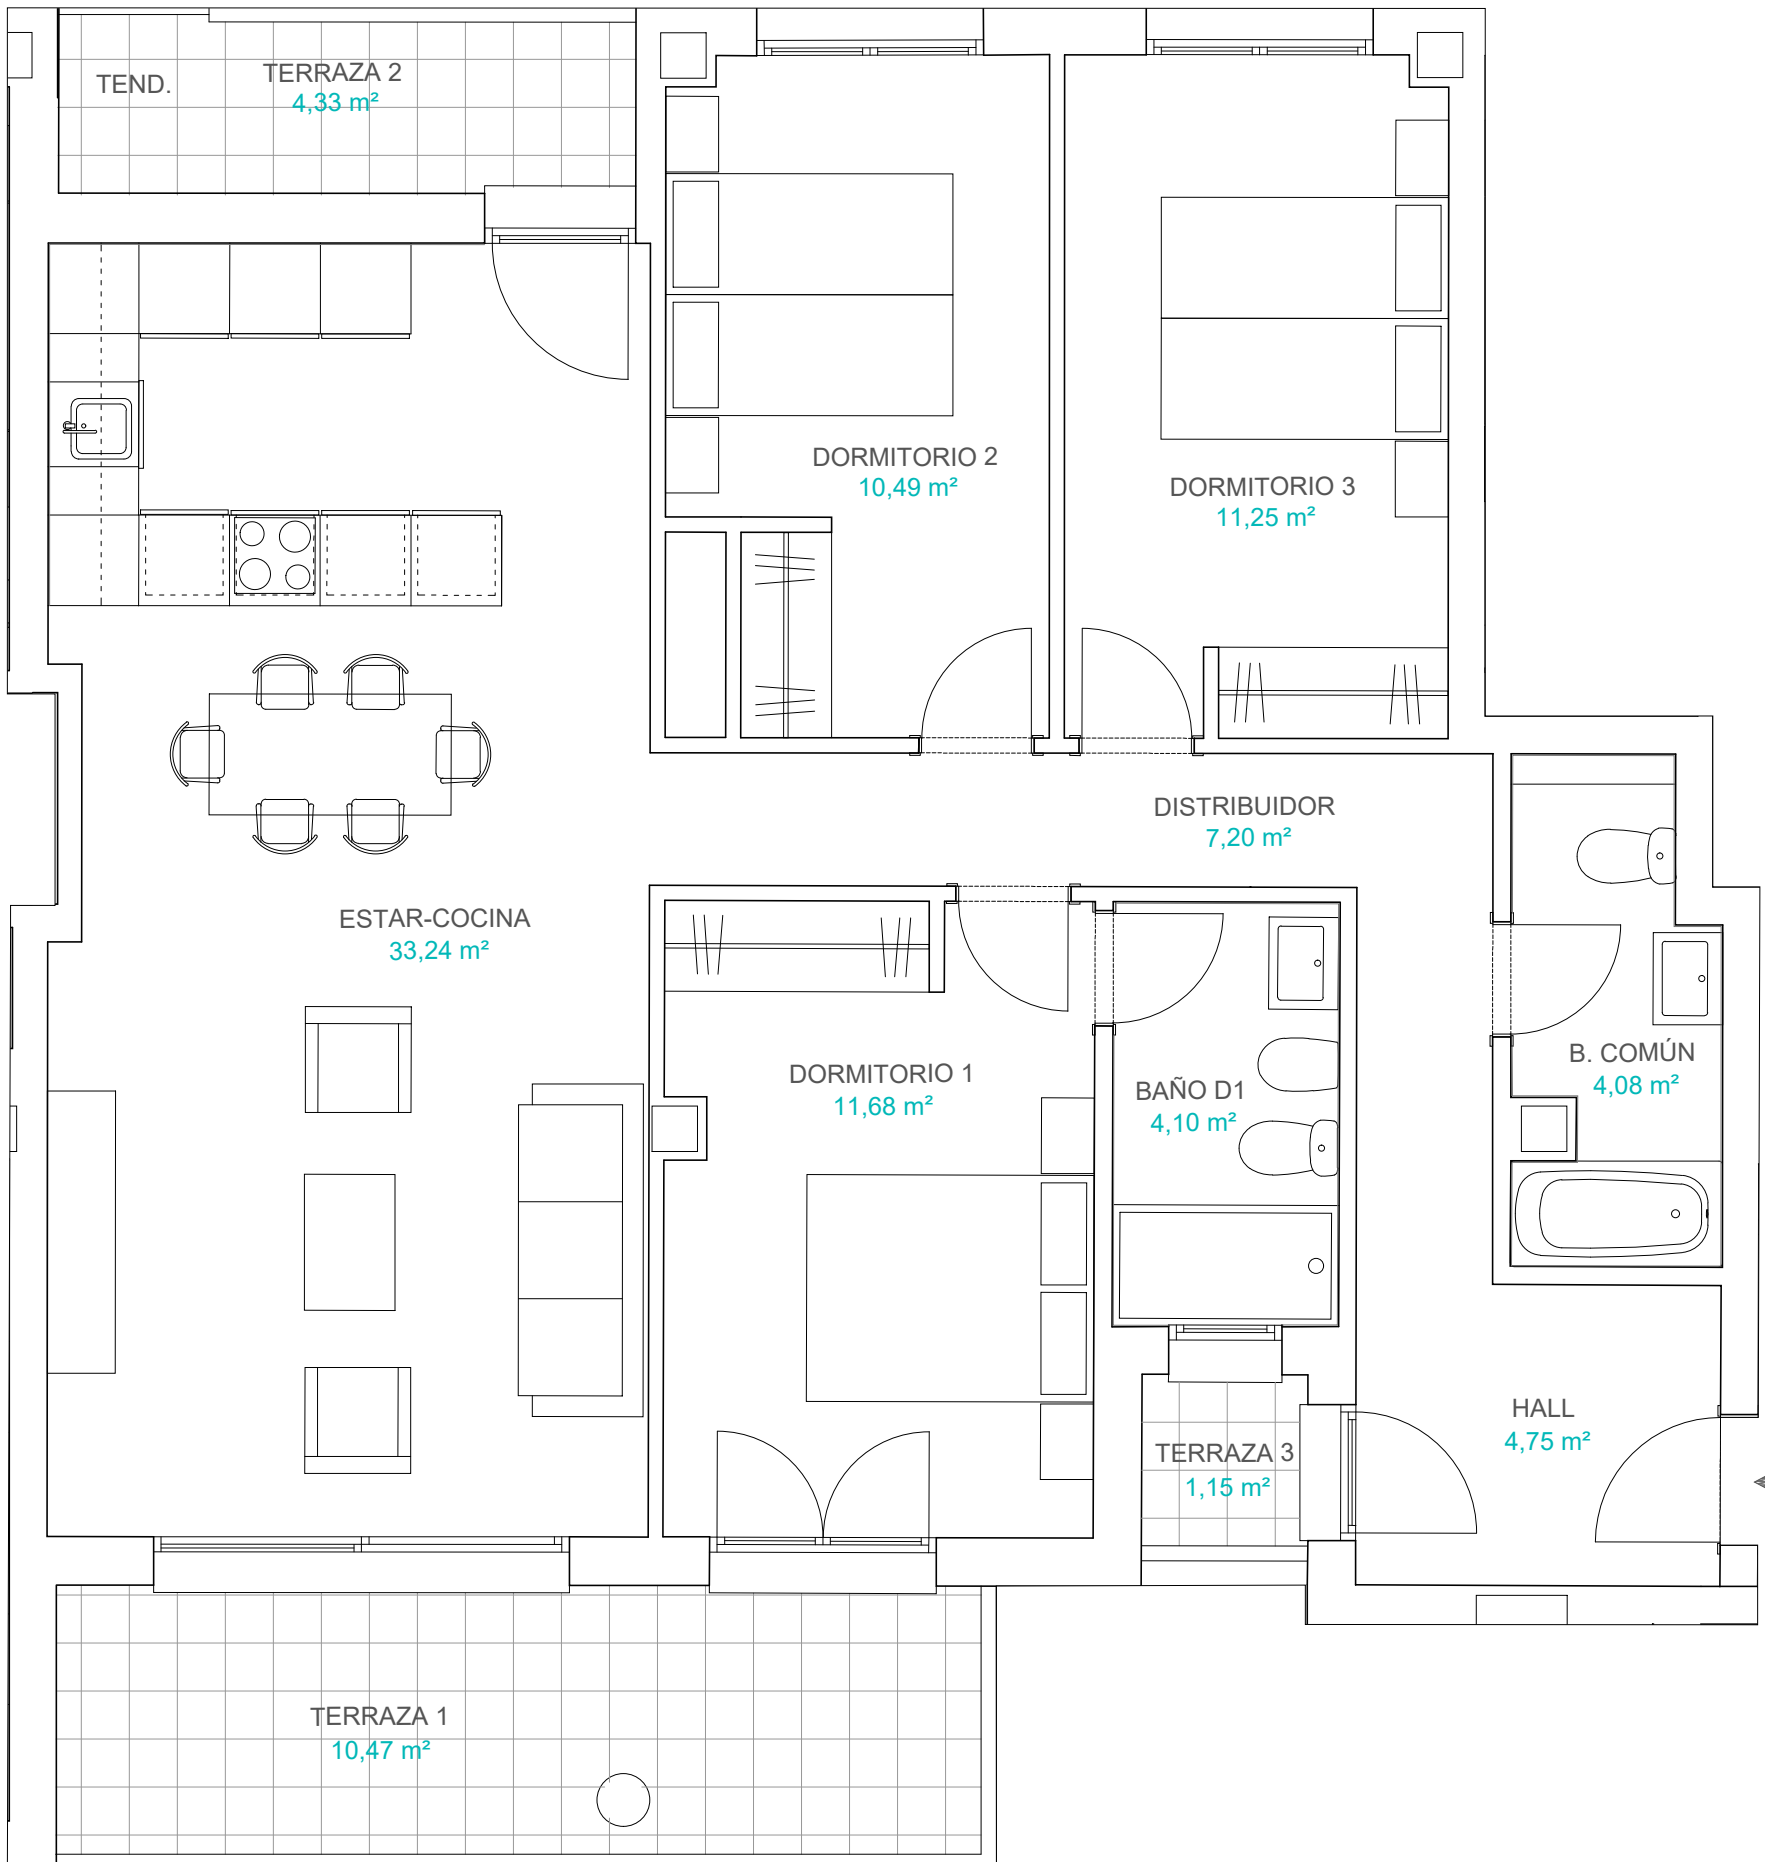 TEND.
TERRAZA 2
4,33 m²
DORMITORIO 2
10,49 m²
DORMITORIO 3
11,25 m²
DISTRIBUIDOR
7,20 m²
ESTAR-COCINA
33,24 m²
DORMITORIO 1
11,68 m²
BAÑO D1
4,10 m²
B. COMÚN
4,08 m²
HALL
4,75 m²
TERRAZA 3
1,15 m²
TERRAZA 1
10,47 m²